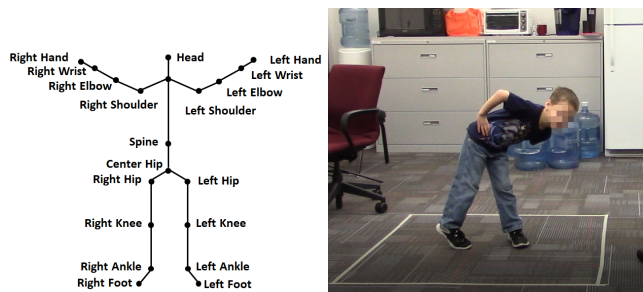 Head
Right Hand
Left Hand
Right Wrist
Left Wrist
Right Elbow
Left Elbow
Right Shoulder
Left Shoulder
Spine
Center Hip
Right Hip
Left Hip
Right Knee
Left Knee
Right Ankle
Left Ankle
Right Foot
Left Foot